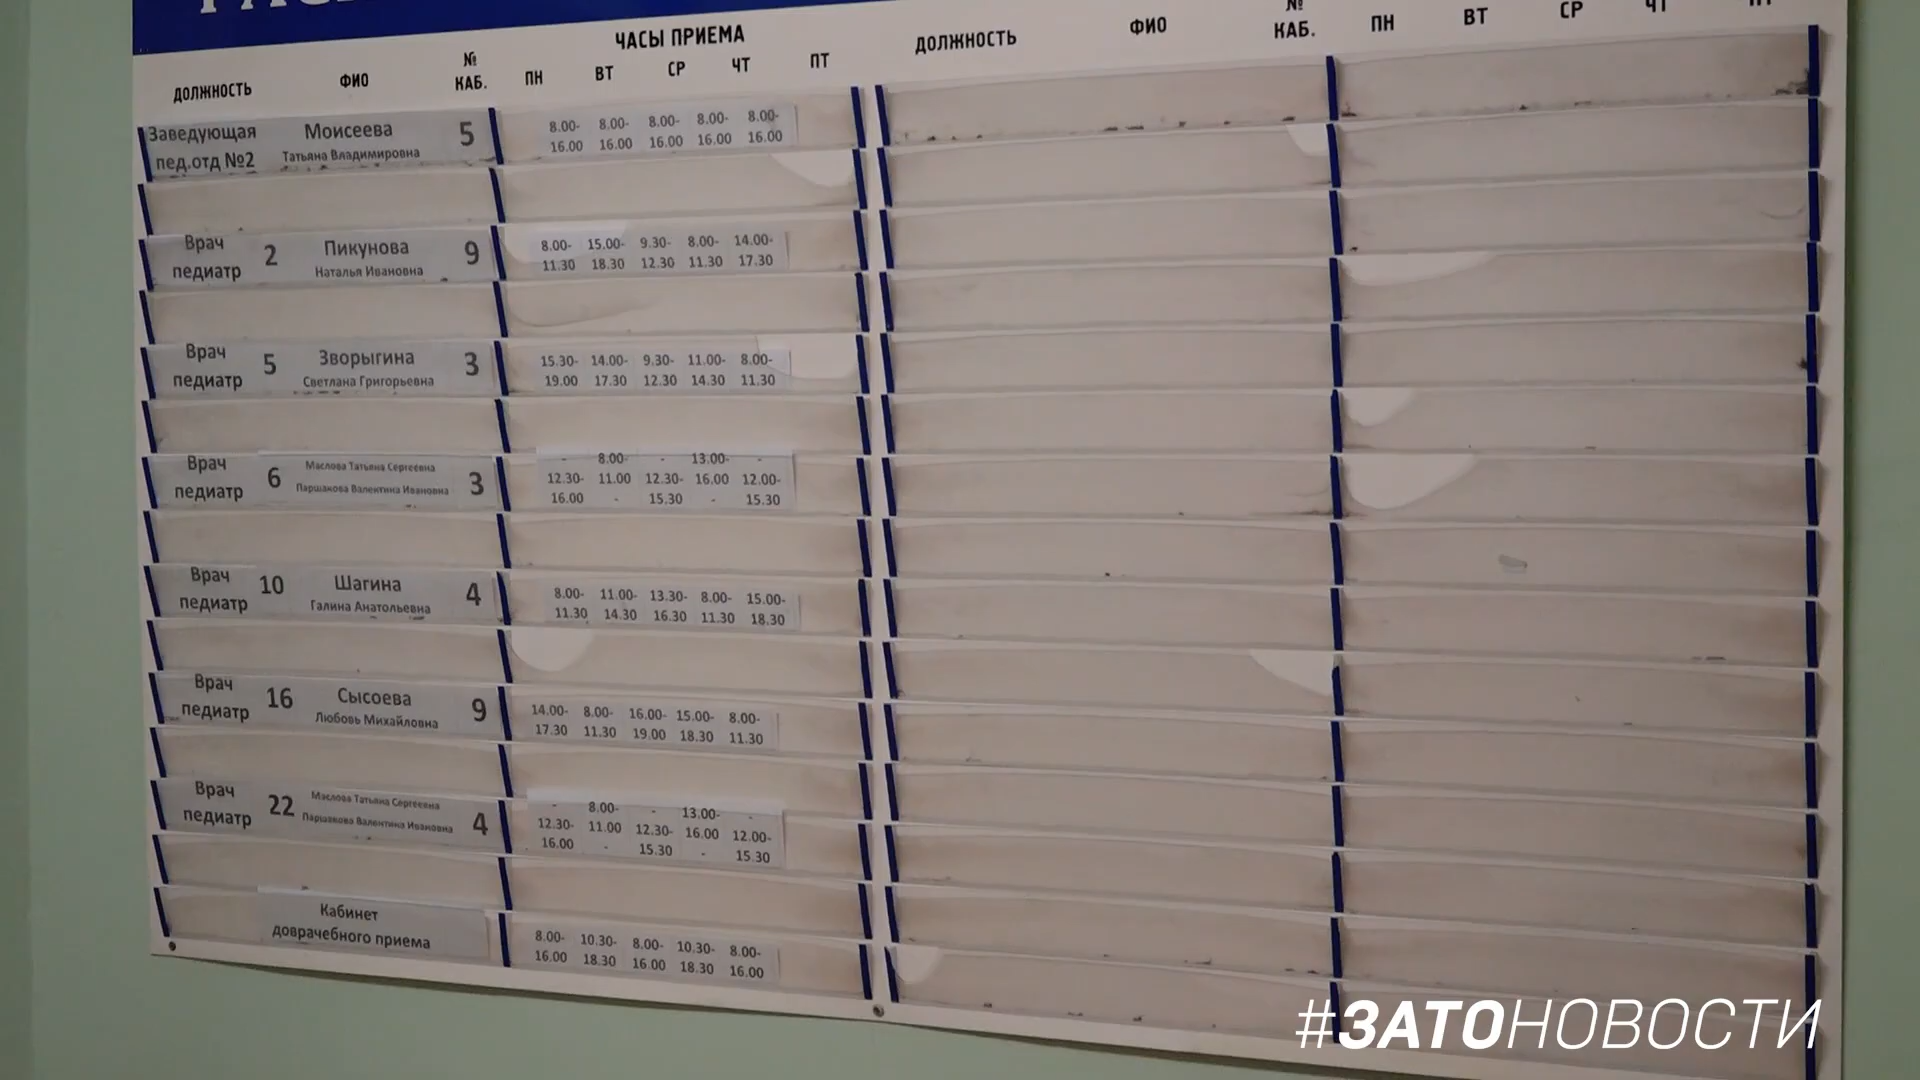 ЧАСЫ ПРИЕМА
ДОЛЖНОСТЬ ФИО № КАБ. ПН ВТ СР ЧТ ПТ
ДОЛЖНОСТЬ ФИО № КАБ. ПН ВТ СР ЧТ ПТ
Заведующая Моисеева 5 8.00- 8.00- 8.00- 8.00- 8.00-
пед.отд №2 Татьяна Владимировна 16.00 16.00 16.00 16.00 16.00
Врач 2 Пикунова 9 8.00- 15.00- 9.30- 8.00- 14.00-
педиатр Наталья Ивановна 11.30 18.30 12.30 11.30 17.30
Врач 5 Зворыгина 3 15.30- 14.00- 9.30- 11.00- 8.00-
педиатр Светлана Григорьевна 19.00 17.30 12.30 14.30 11.30
Врач 6 Маслова Татьяна Сергеевна 3 - 8.00- - 13.00- -
педиатр Паршакова Валентина Ивановна 12.30- 11.00 12.30- 16.00 12.00-
16.00 - 15.30 - 15.30
Врач 10 Шагина 4 8.00- 11.00- 13.30- 8.00- 15.00-
педиатр Галина Анатольевна 11.30 14.30 16.30 11.30 18.30
Врач 16 Сысоева 9 14.00- 8.00- 16.00- 15.00- 8.00-
педиатр Любовь Михайловна 17.30 11.30 19.00 18.30 11.30
Врач 22 Маслова Татьяна Сергеевна 4 - 8.00- - 13.00- -
педиатр Паршакова Валентина Ивановна 12.30- 11.00 12.30- 16.00 12.00-
16.00 - 15.30 - 15.30
Кабинет 8.00- 10.30- 8.00- 10.30- 8.00-
доврачебного приема 16.00 18.30 16.00 18.30 16.00
#ЗАТОНОВОСТИ